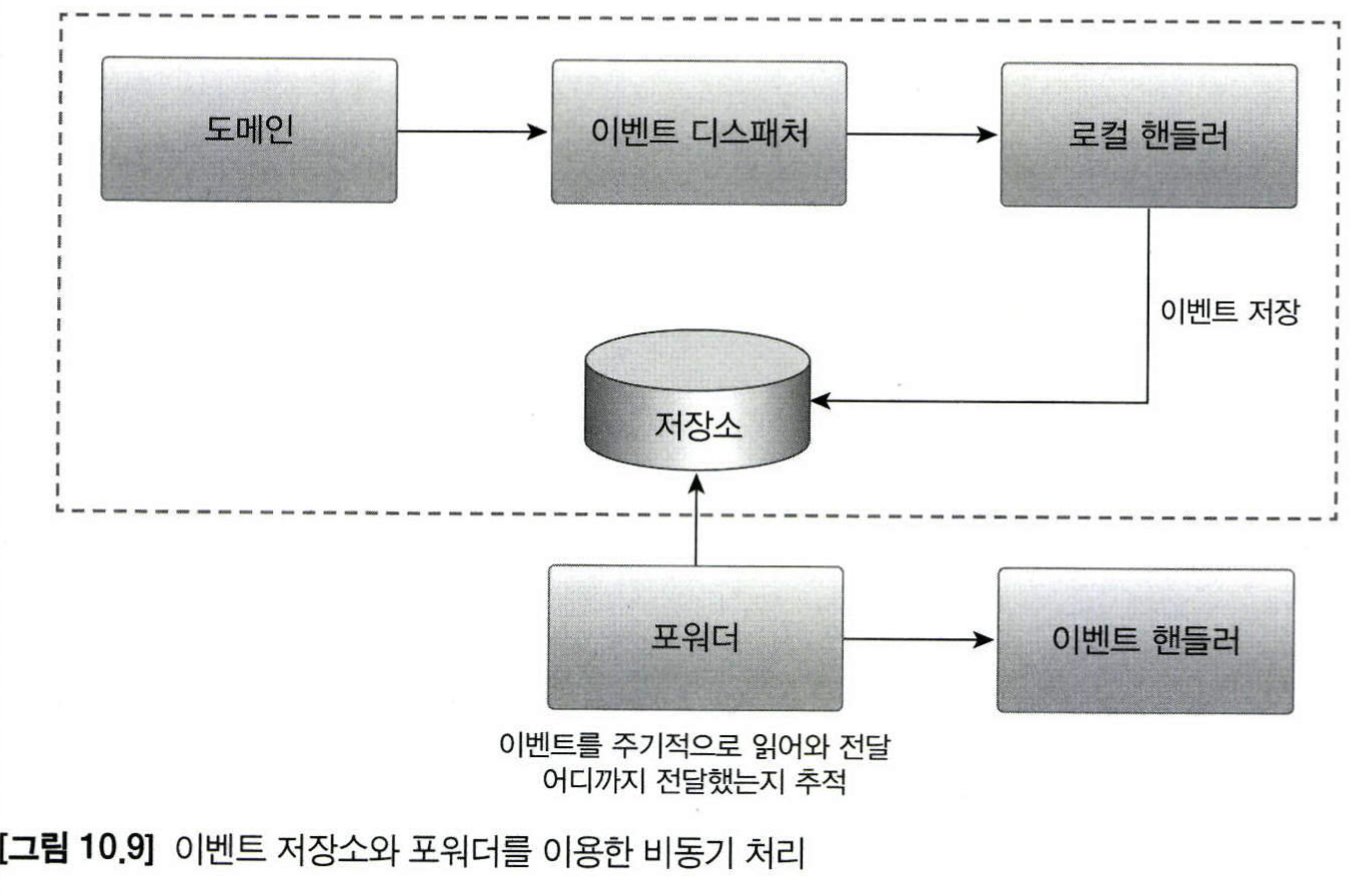 도메인
이벤트 디스패처
로컬 핸들러
이벤트 저장
저장소
포워더
이벤트 핸들러
이벤트를 주기적으로 읽어와 전달
어디까지 전달했는지 추적
[그림 10.9] 이벤트 저장소와 포워더를 이용한 비동기 처리